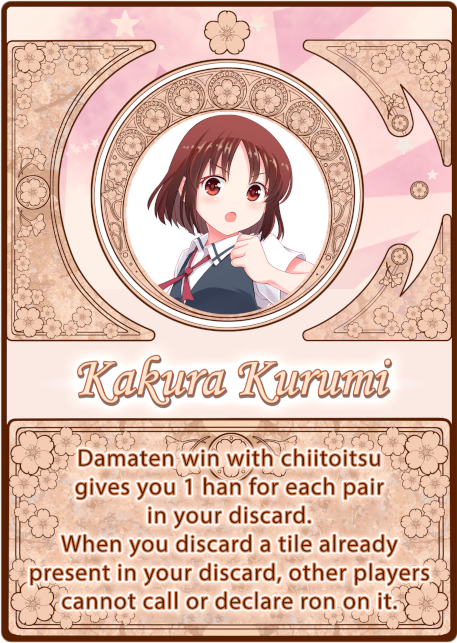 Kakura Kurumi
Damaten win with chiitoitsu
gives you 1 han for each pair
in your discard.
When you discard a tile already
present in your discard, other players
cannot call or declare ron on it.